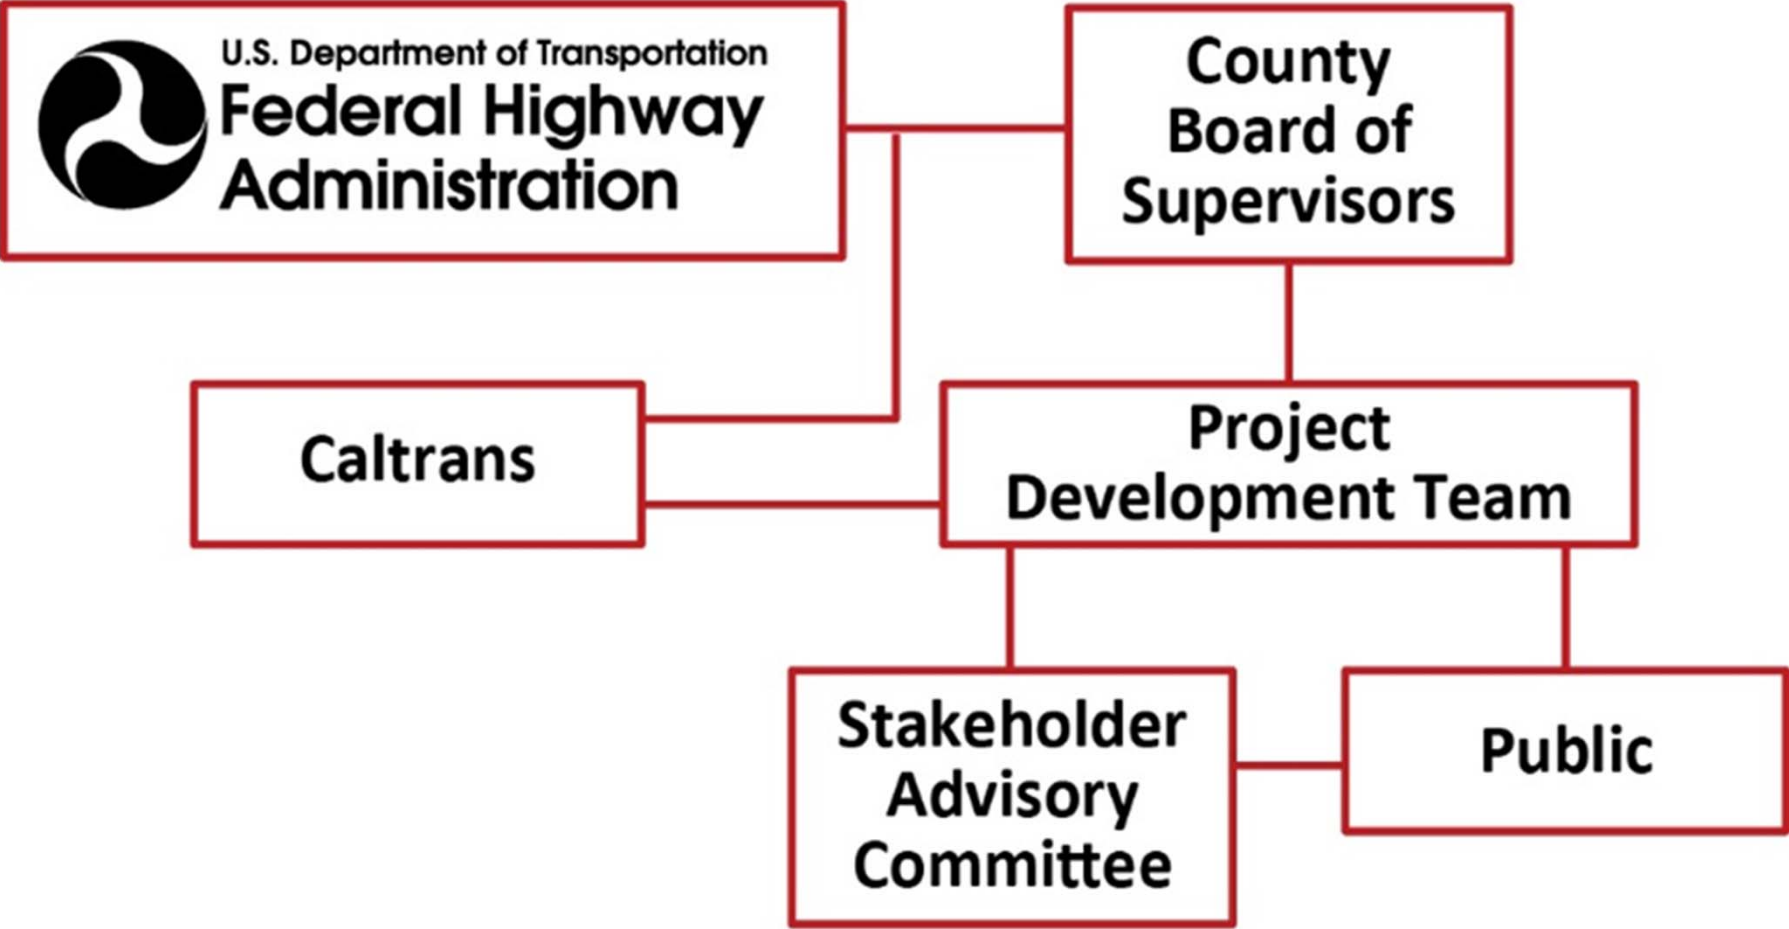 U.S. Department of Transportation
Federal Highway
Administration
County
Board of
Supervisors
Caltrans
Project
Development Team
Stakeholder
Advisory
Committee
Public